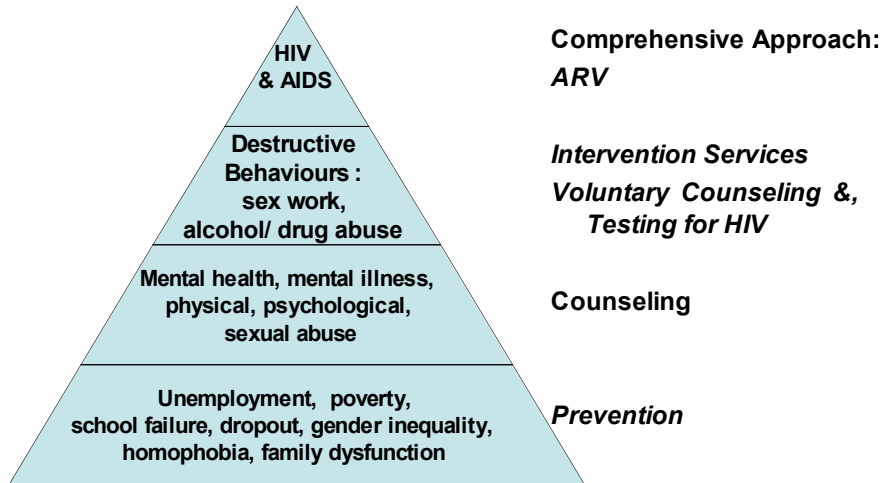 HIV
& AIDS
Comprehensive Approach:
ARV
Destructive
Behaviours :
sex work,
alcohol/ drug abuse
Intervention Services
Voluntary Counseling &,
Testing for HIV
Mental health, mental illness,
physical, psychological,
sexual abuse
Counseling
Unemployment, poverty,
school failure, dropout, gender inequality,
homophobia, family dysfunction
Prevention